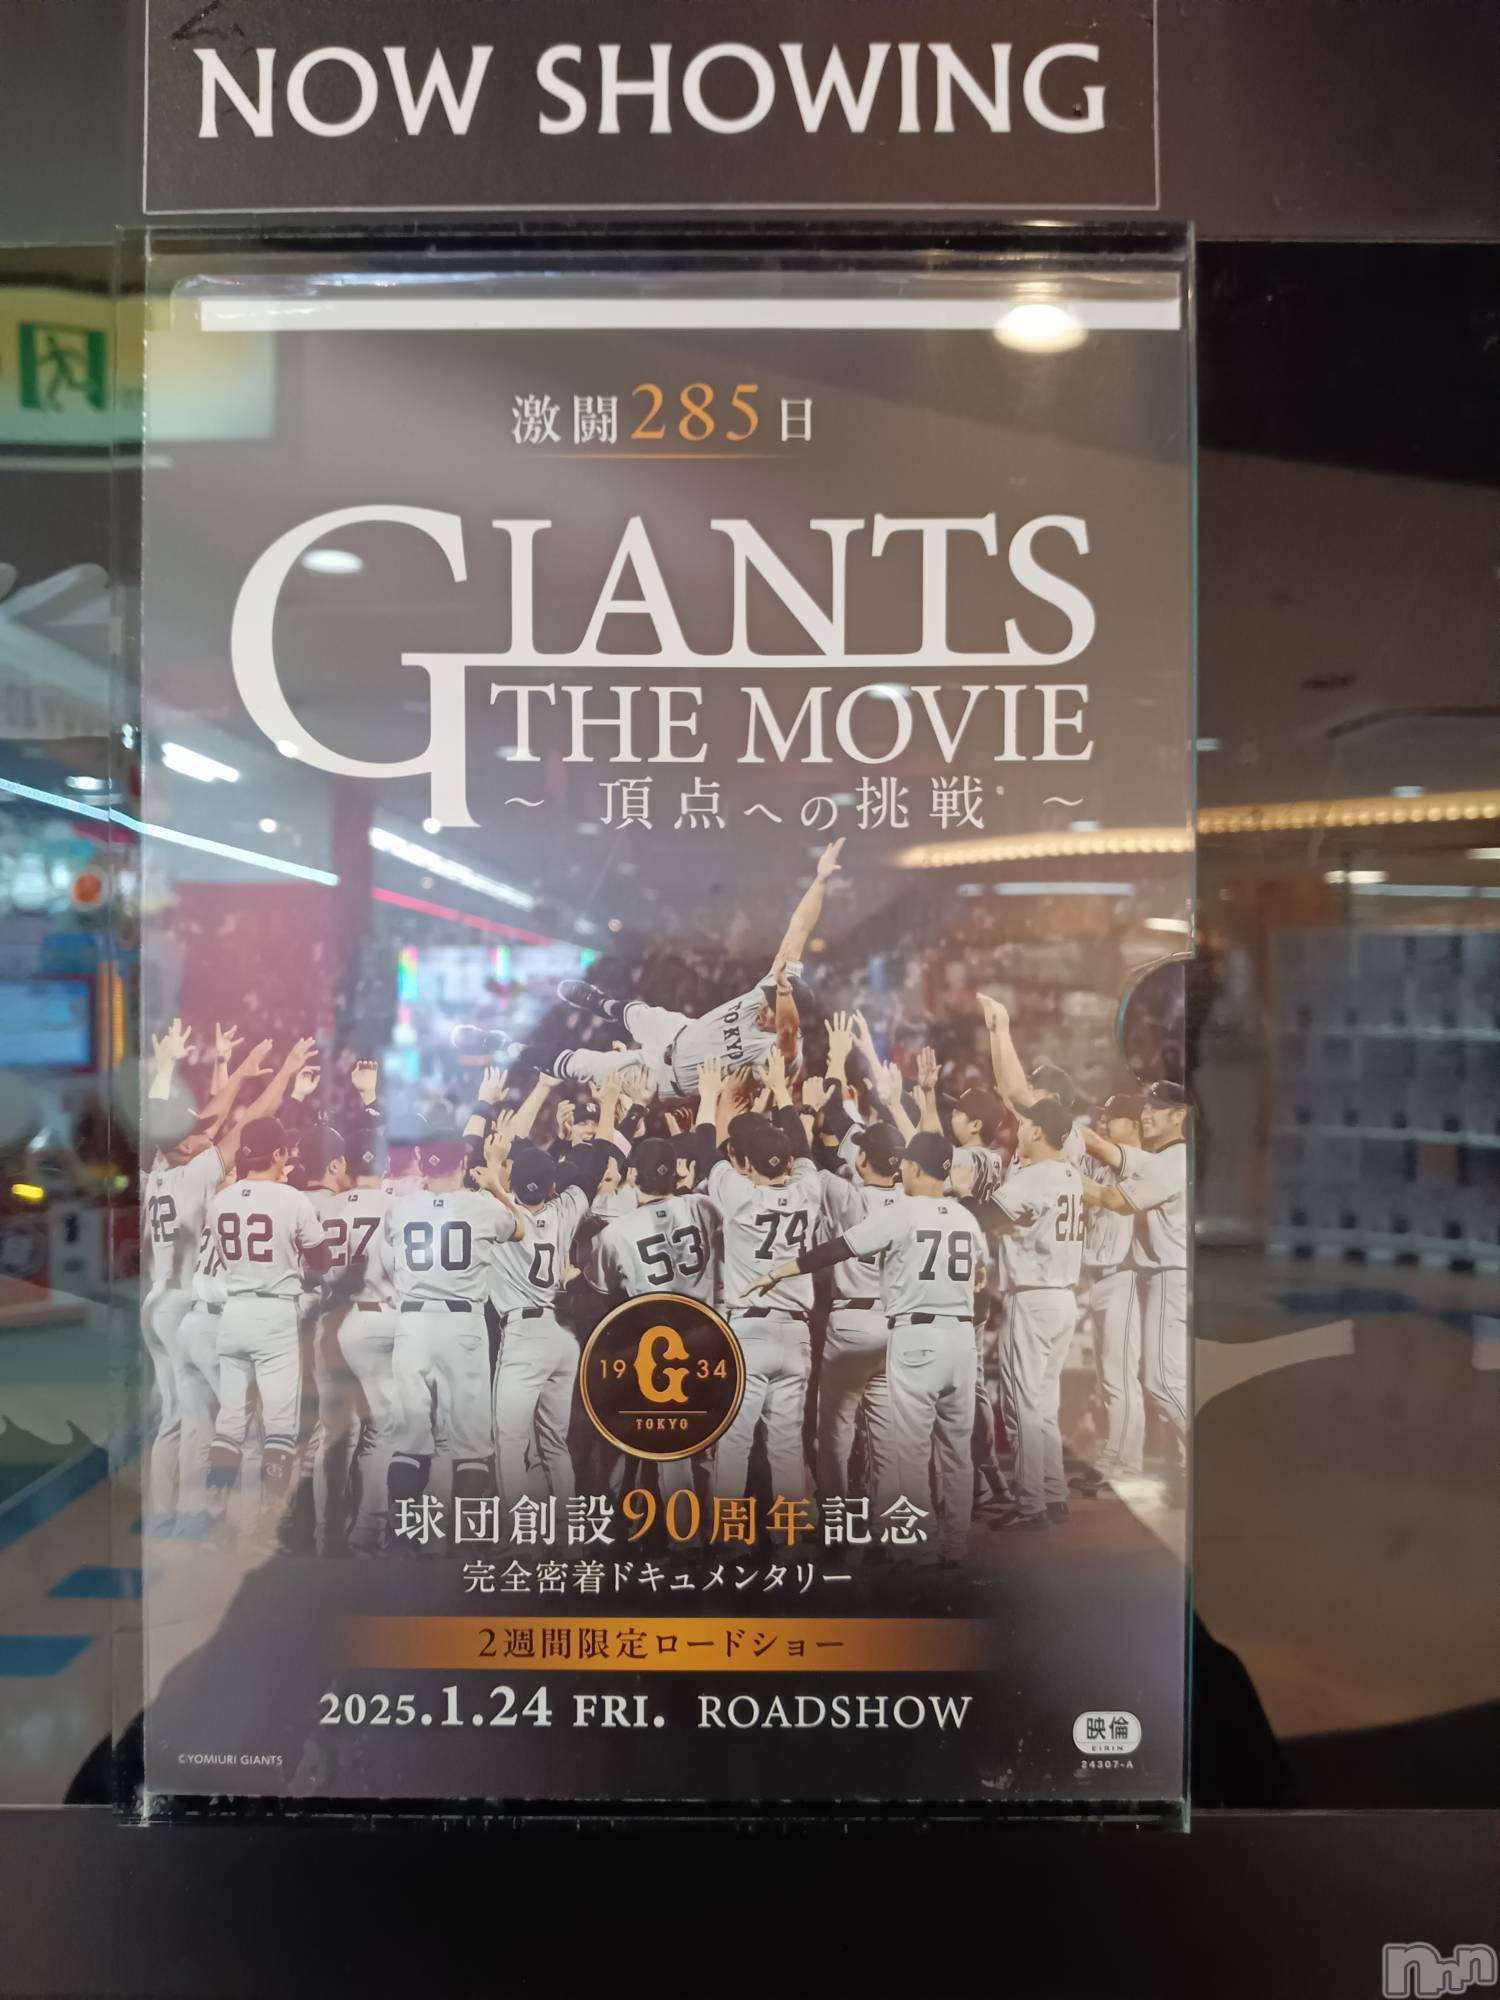 NOW SHOWING
激闘285日
GIANTS
THE MOVIE
～ 頂点への挑戦 ～
TOKYO
82
27
80
0
53
74
78
212
19 G 34
TOKYO
球団創設90周年記念
完全密着ドキュメンタリー
2週間限定ロードショー
2025.1.24 FRI. ROADSHOW
映倫
EIRIN
24307-A
©YOMIURI GIANTS